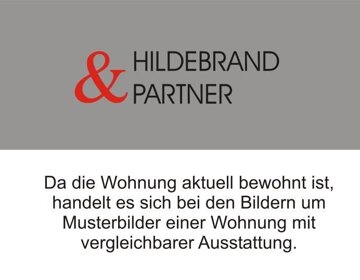 & HILDEBRAND
PARTNER
Da die Wohnung aktuell bewohnt ist,
handelt es sich bei den Bildern um
Musterbilder einer Wohnung mit
vergleichbarer Ausstattung.